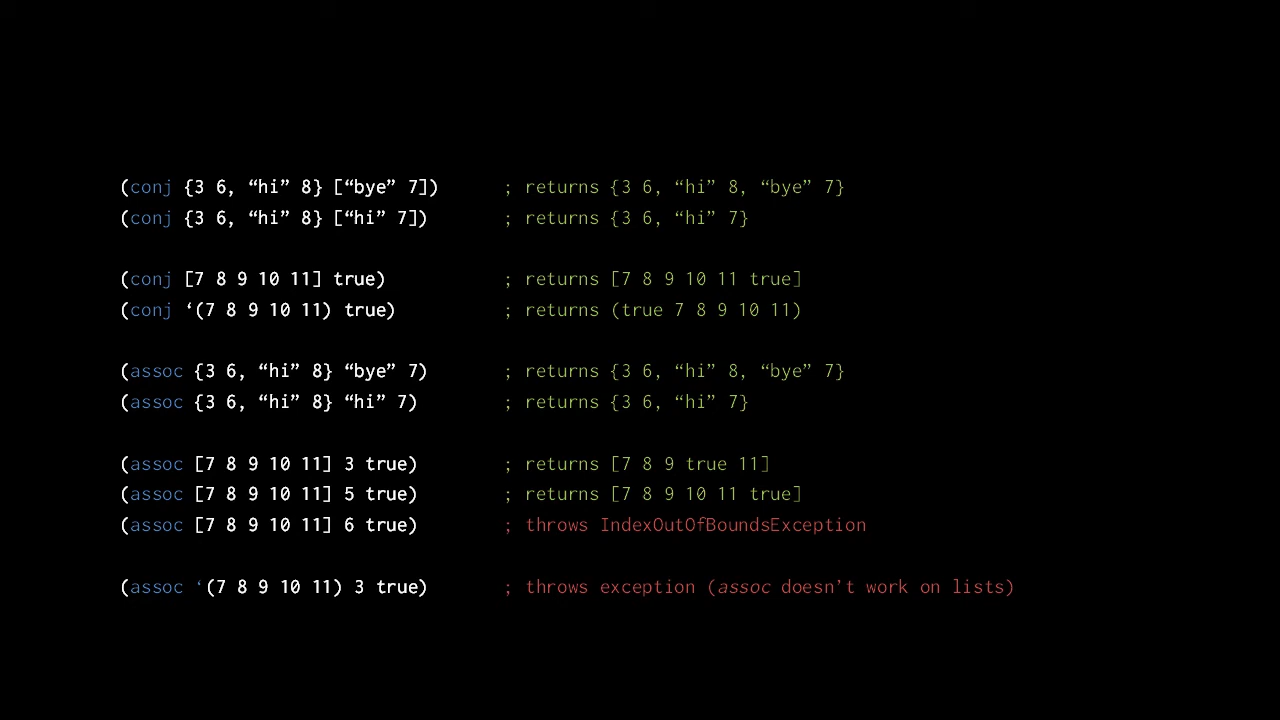 (conj {3 6, “hi” 8} [“bye” 7]) ; returns {3 6, “hi” 8, “bye” 7}
(conj {3 6, “hi” 8} [“hi” 7]) ; returns {3 6, “hi” 7}
(conj [7 8 9 10 11] true) ; returns [7 8 9 10 11 true]
(conj ‘(7 8 9 10 11) true) ; returns (true 7 8 9 10 11)
(assoc {3 6, “hi” 8} “bye” 7) ; returns {3 6, “hi” 8, “bye” 7}
(assoc {3 6, “hi” 8} “hi” 7) ; returns {3 6, “hi” 7}
(assoc [7 8 9 10 11] 3 true) ; returns [7 8 9 true 11]
(assoc [7 8 9 10 11] 5 true) ; returns [7 8 9 10 11 true]
(assoc [7 8 9 10 11] 6 true) ; throws IndexOutOfBoundsException
(assoc ‘(7 8 9 10 11) 3 true) ; throws exception (assoc doesn’t work on lists)